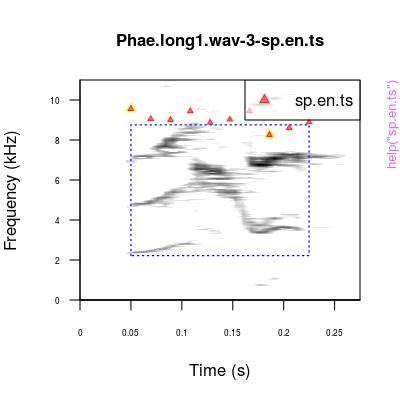 Phae.long1.wav-3-sp.en.ts
sp.en.ts
help("sp.en.ts")
Frequency (kHz)
10
8
6
4
2
0
0 0.05 0.1 0.15 0.2 0.25
Time (s)